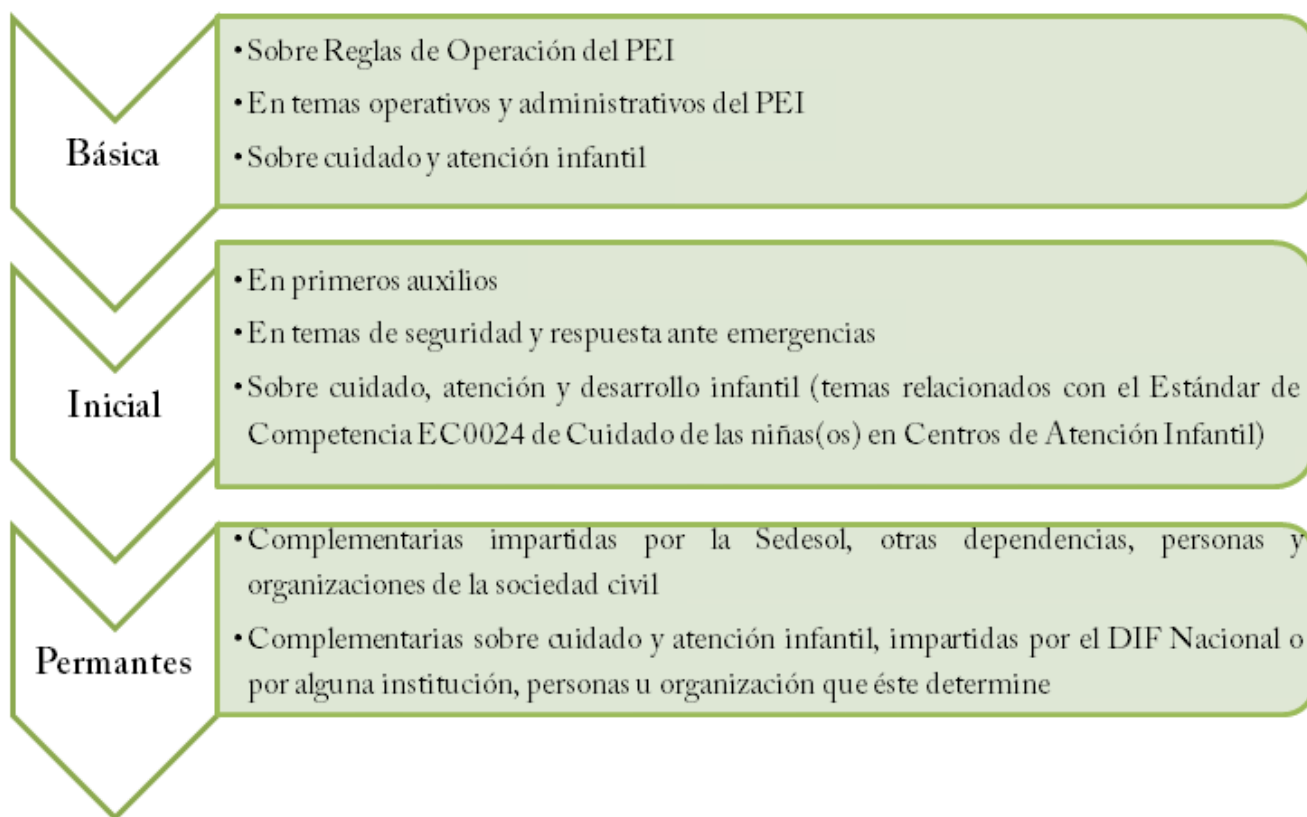 Básica
• Sobre Reglas de Operación del PEI
• En temas operativos y administrativos del PEI
• Sobre cuidado y atención infantil
Inicial
• En primeros auxilios
• En temas de seguridad y respuesta ante emergencias
• Sobre cuidado, atención y desarrollo infantil (temas relacionados con el Estándar de
Competencia EC0024 de Cuidado de las niñas(os) en Centros de Atención Infantil)
Permantes
• Complementarias impartidas por la Sedesol, otras dependencias, personas y
organizaciones de la sociedad civil
• Complementarias sobre cuidado y atención infantil, impartidas por el DIF Nacional o
por alguna institución, personas u organización que éste determine